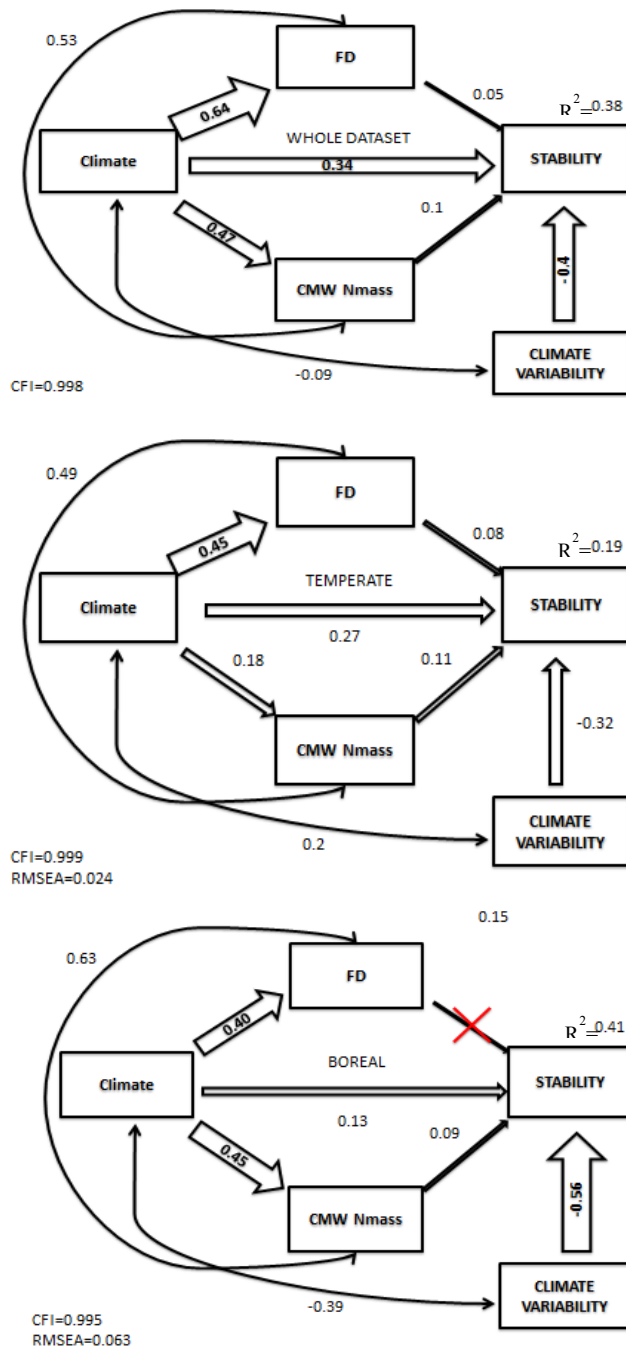 0.53
FD
0.64
0.05
R²=0.38
WHOLE DATASET
Climate
0.34
STABILITY
0.47
0.1
-0.4
CMW Nmass
CLIMATE
VARIABILITY
-0.09
CFI=0.998
0.49
FD
0.45
0.08
R²=0.19
TEMPERATE
Climate
STABILITY
0.27
0.18
0.11
-0.32
CMW Nmass
CLIMATE
VARIABILITY
0.2
CFI=0.999
RMSEA=0.024
0.15
0.63
FD
0.40
R²=0.41
BOREAL
Climate
STABILITY
0.13
0.09
0.45
-0.56
CMW Nmass
CLIMATE
VARIABILITY
-0.39
CFI=0.995
RMSEA=0.063